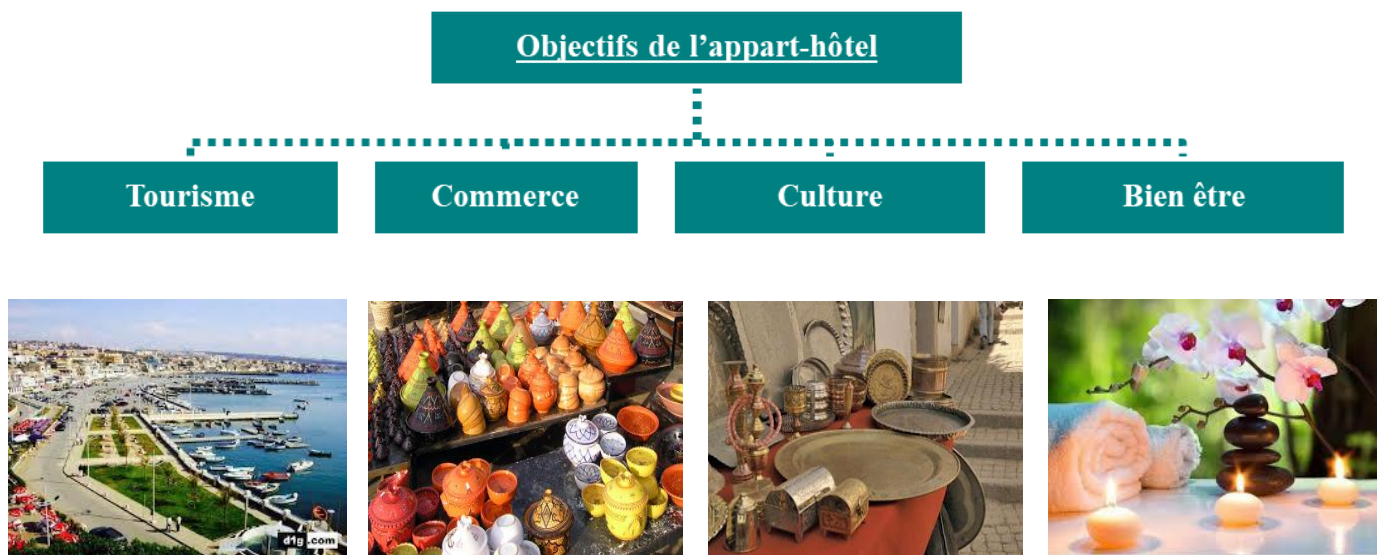 Objectifs de l'appart-hôtel
Tourisme
Commerce
Culture
Bien être
d1g.com